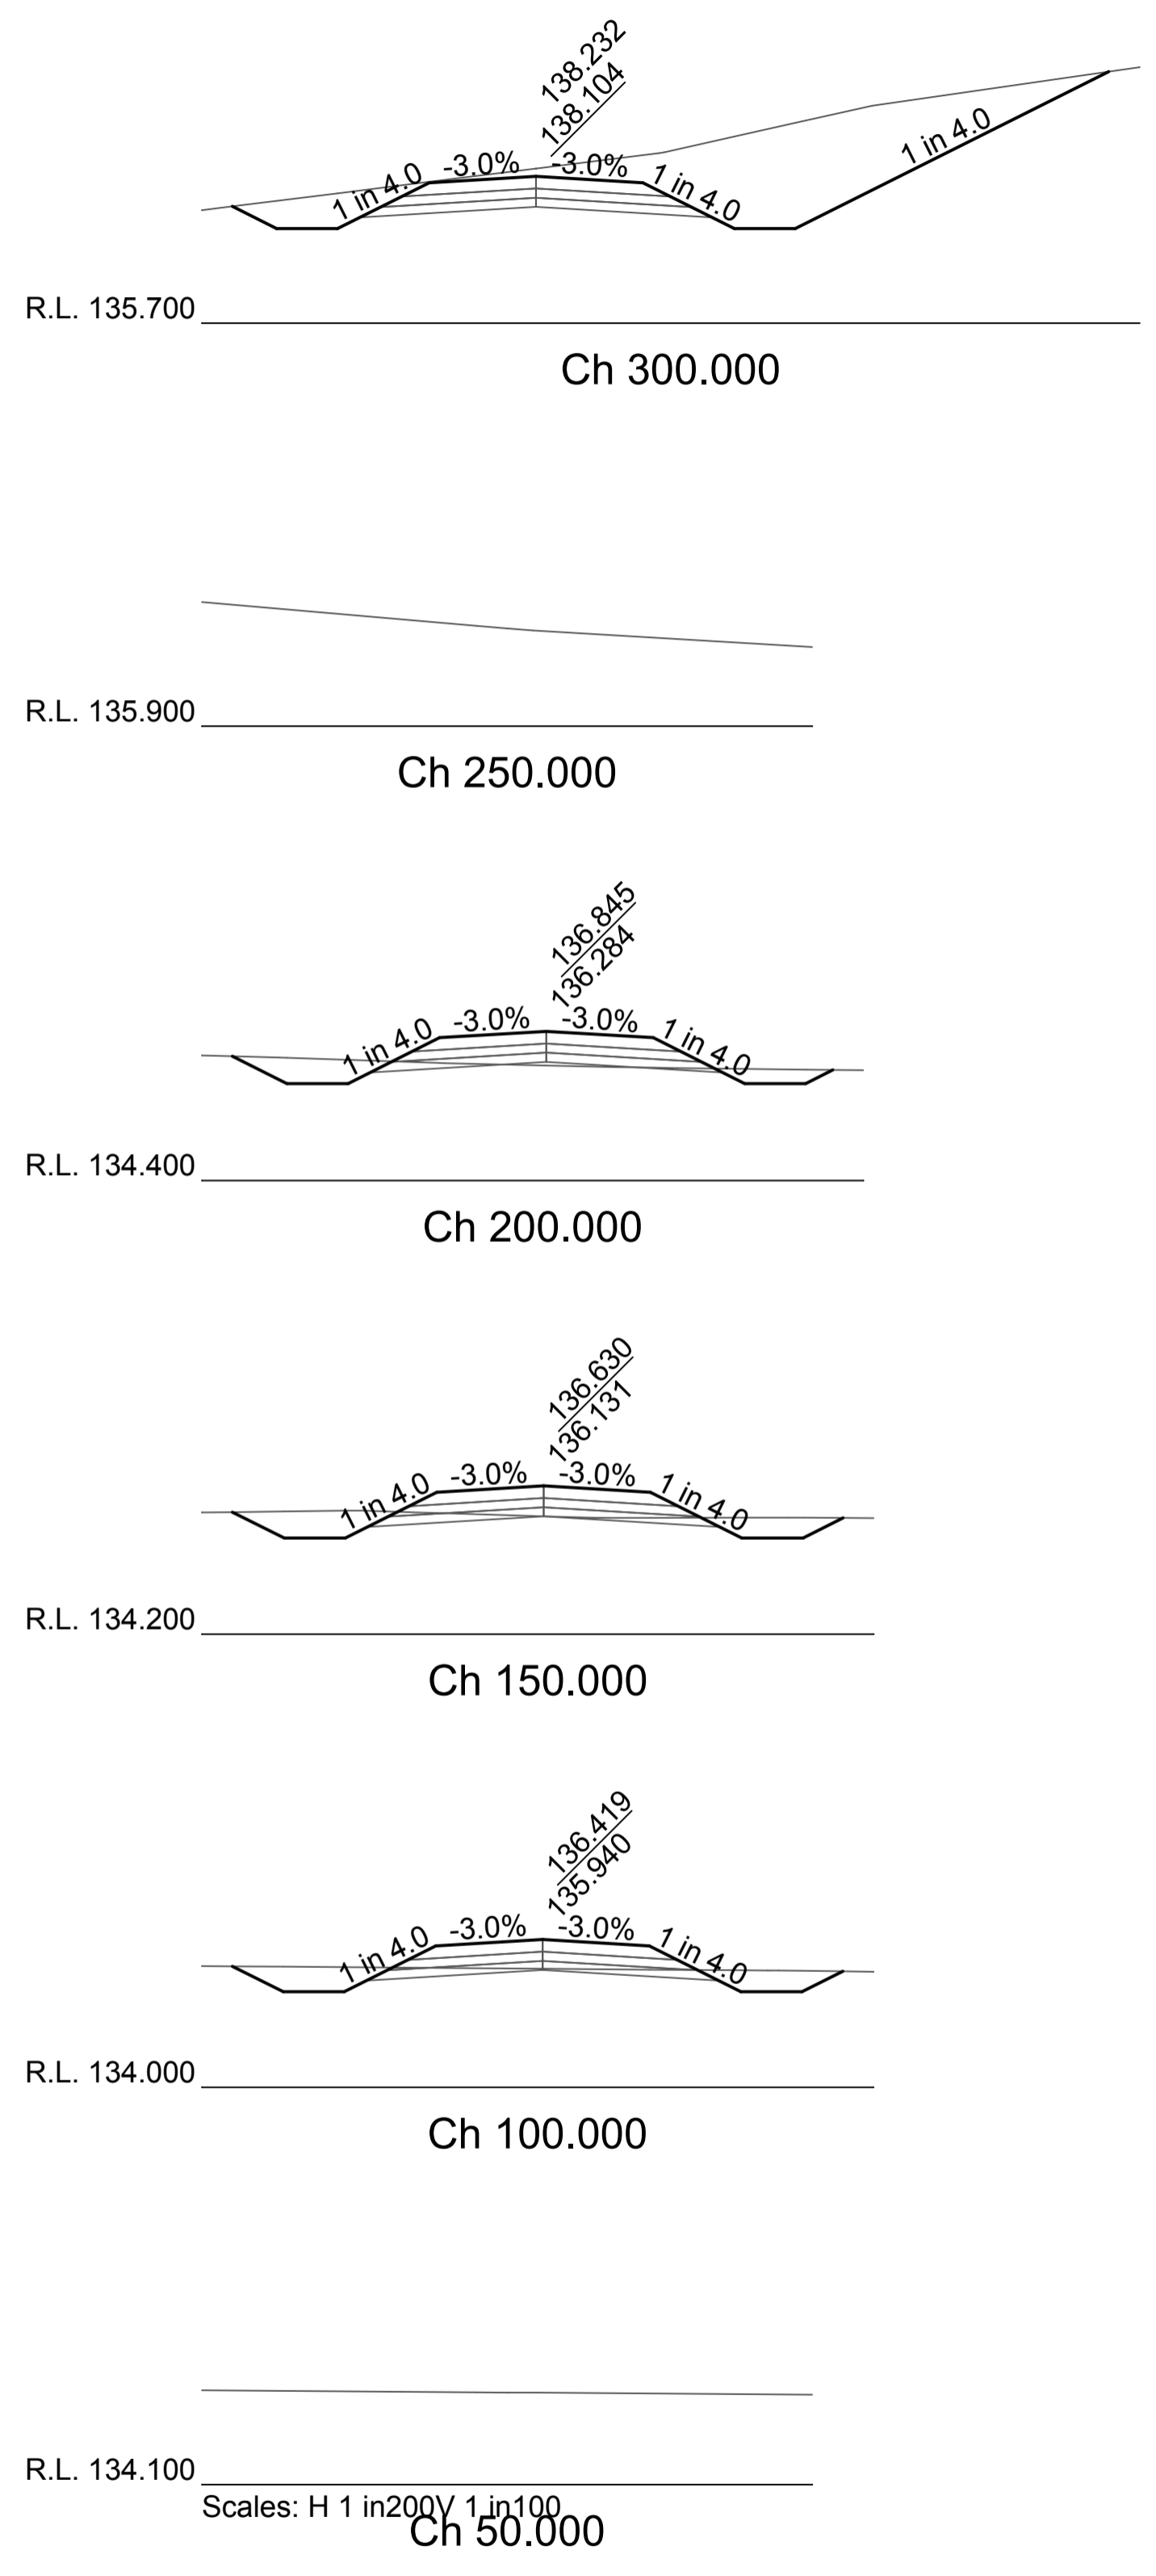 138.232
138.104
1 in 4.0
-3.0%
-3.0%
1 in 4.0
1 in 4.0
R.L. 135.700
Ch 300.000
R.L. 135.900
Ch 250.000
136.845
136.284
1 in 4.0
-3.0%
-3.0%
1 in 4.0
R.L. 134.400
Ch 200.000
136.630
136.131
1 in 4.0
-3.0%
-3.0%
1 in 4.0
R.L. 134.200
Ch 150.000
136.419
135.940
1 in 4.0
-3.0%
-3.0%
1 in 4.0
R.L. 134.000
Ch 100.000
R.L. 134.100
Scales: H 1 in200V 1 in100
Ch 50.000